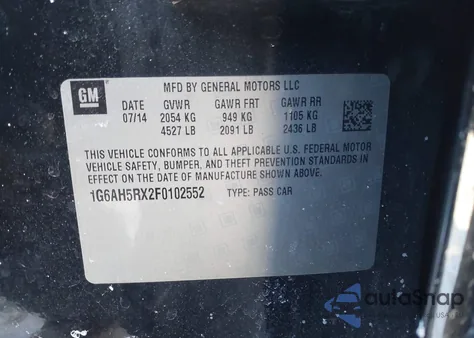 GM
MFD BY GENERAL MOTORS LLC
DATE GVWR GAWR FRT GAWR RR
07/14 2054 KG 949 KG 1105 KG
4527 LB 2091 LB 2436 LB
THIS VEHICLE CONFORMS TO ALL APPLICABLE U.S. FEDERAL MOTOR
VEHICLE SAFETY, BUMPER, AND THEFT PREVENTION STANDARDS IN
EFFECT ON THE DATE OF MANUFACTURE SHOWN ABOVE.
1G6AH5RX2F0102552 TYPE: PASS CAR
autoSnap